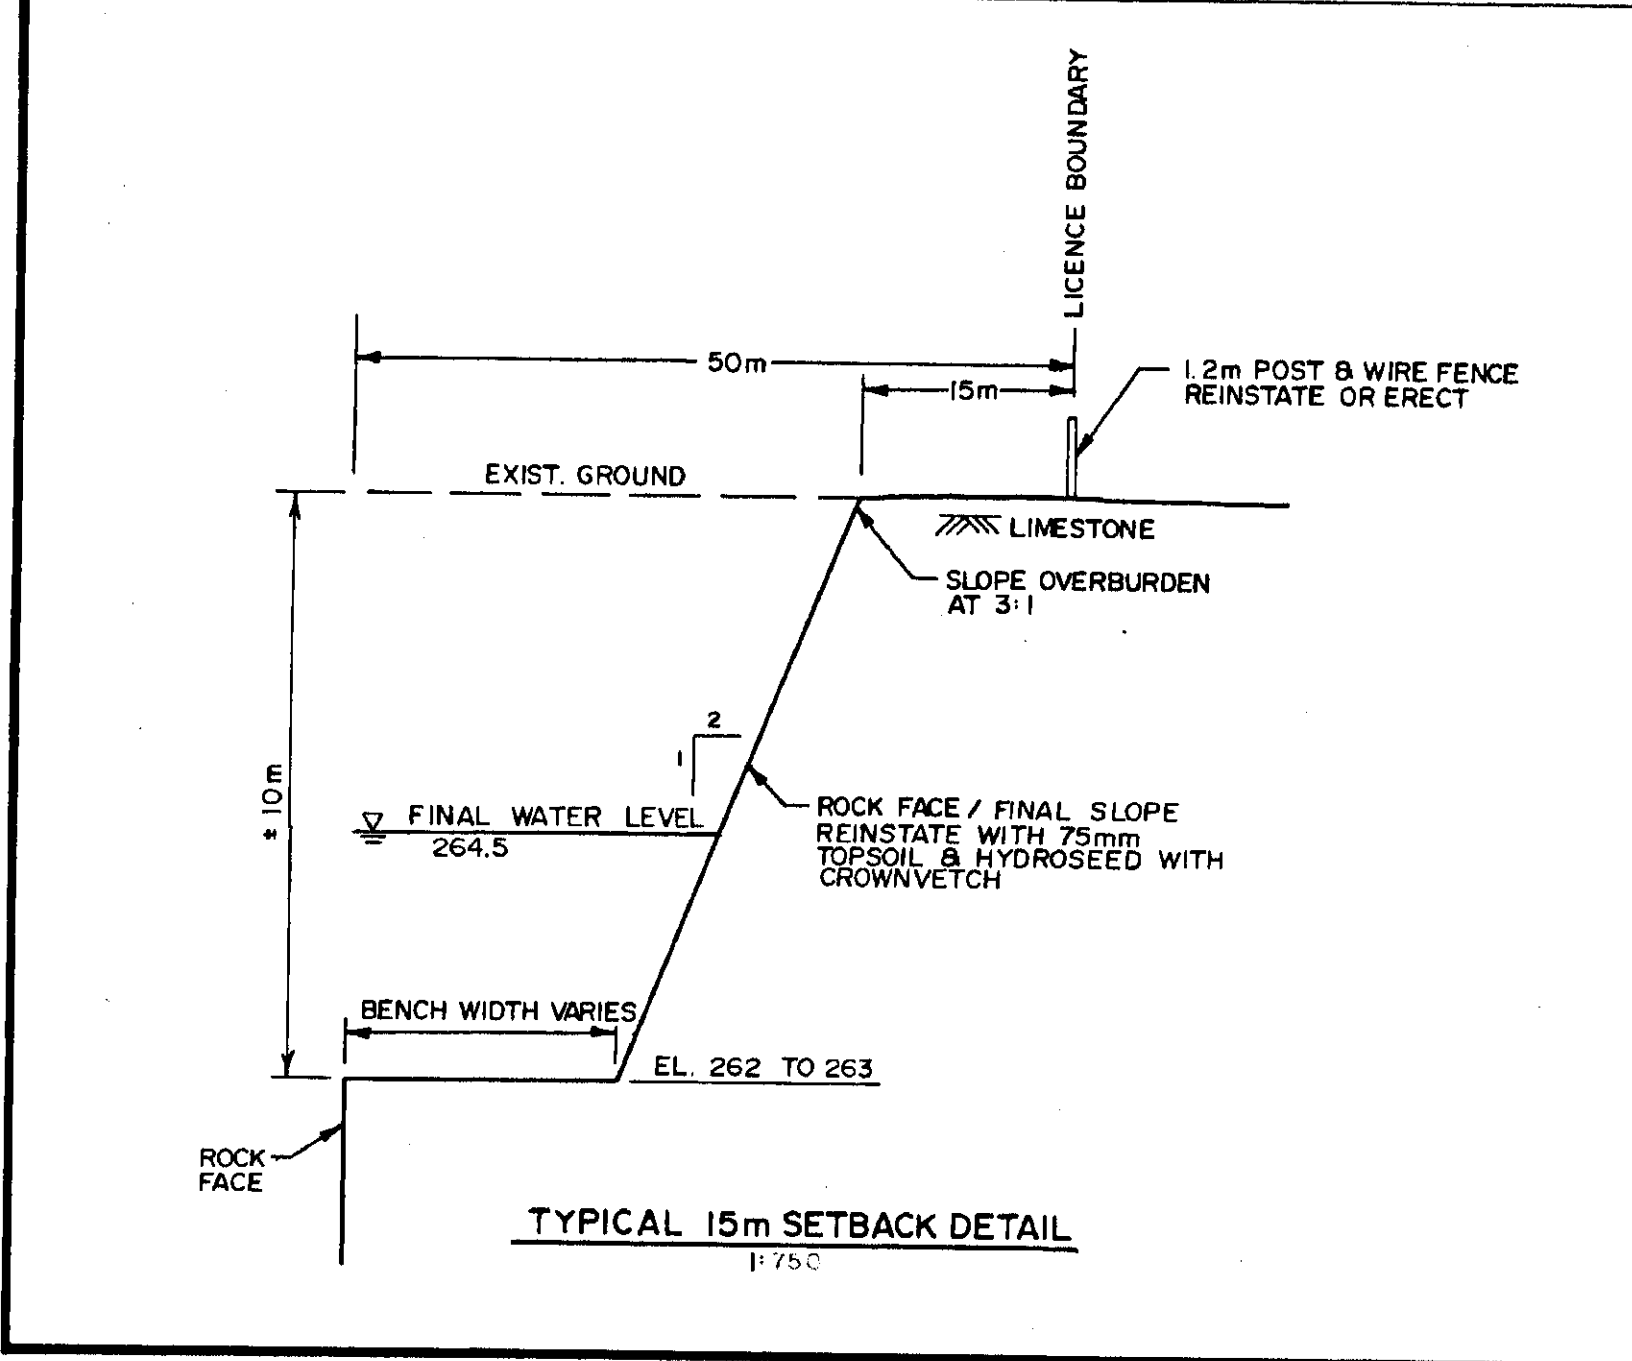 LICENCE BOUNDARY
50m
15m
1.2m POST & WIRE FENCE
REINSTATE OR ERECT
EXIST. GROUND
LIMESTONE
SLOPE OVERBURDEN
AT 3:1
2
1
± 10m
FINAL WATER LEVEL
264.5
ROCK FACE / FINAL SLOPE
REINSTATE WITH 75mm
TOPSOIL & HYDROSEED WITH
CROWNVETCH
BENCH WIDTH VARIES
EL. 262 TO 263
ROCK
FACE
TYPICAL 15m SETBACK DETAIL
1:750